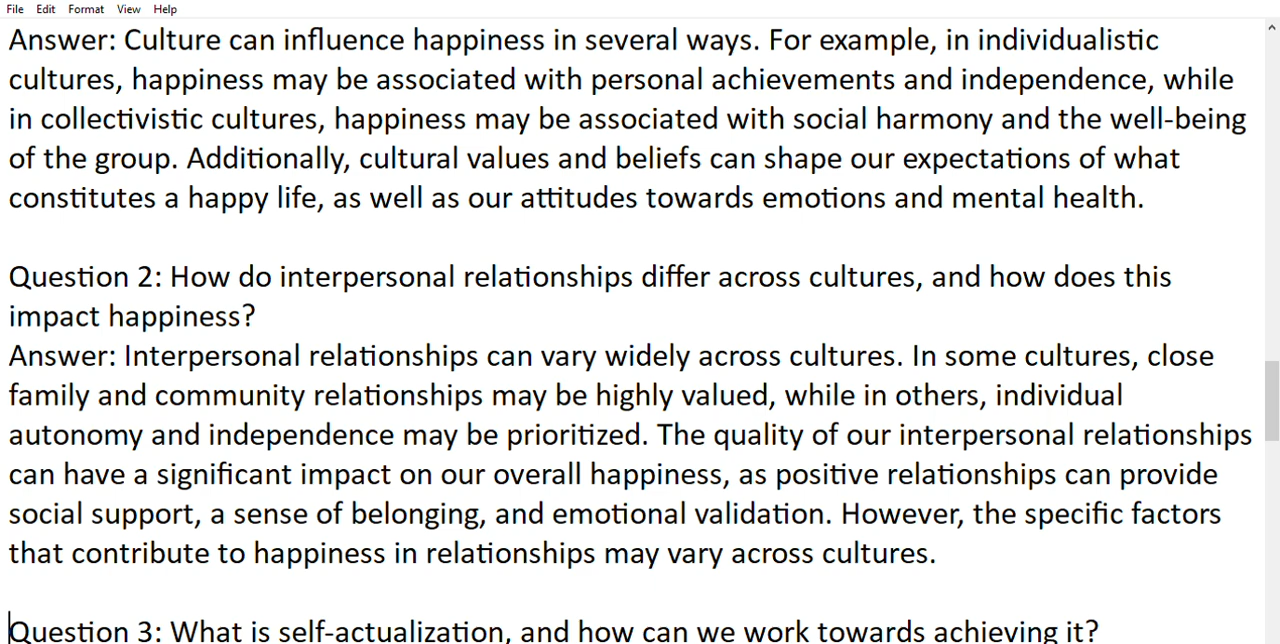 File Edit Format View Help
Answer: Culture can influence happiness in several ways. For example, in individualistic
cultures, happiness may be associated with personal achievements and independence, while
in collectivistic cultures, happiness may be associated with social harmony and the well-being
of the group. Additionally, cultural values and beliefs can shape our expectations of what
constitutes a happy life, as well as our attitudes towards emotions and mental health.
Question 2: How do interpersonal relationships differ across cultures, and how does this
impact happiness?
Answer: Interpersonal relationships can vary widely across cultures. In some cultures, close
family and community relationships may be highly valued, while in others, individual
autonomy and independence may be prioritized. The quality of our interpersonal relationships
can have a significant impact on our overall happiness, as positive relationships can provide
social support, a sense of belonging, and emotional validation. However, the specific factors
that contribute to happiness in relationships may vary across cultures.
Question 3: What is self-actualization, and how can we work towards achieving it?